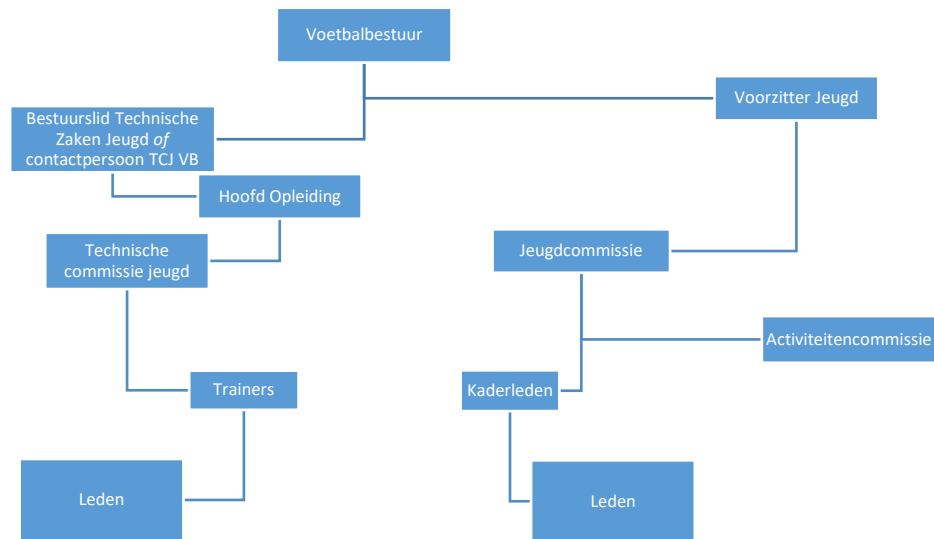 Voetbalbestuur
Voorzitter Jeugd
Bestuurslid Technische
Zaken Jeugd of
contactpersoon TCJ VB
Hoofd Opleiding
Technische
commissie jeugd
Jeugdcommissie
Activiteitencommissie
Trainers
Kaderleden
Leden
Leden